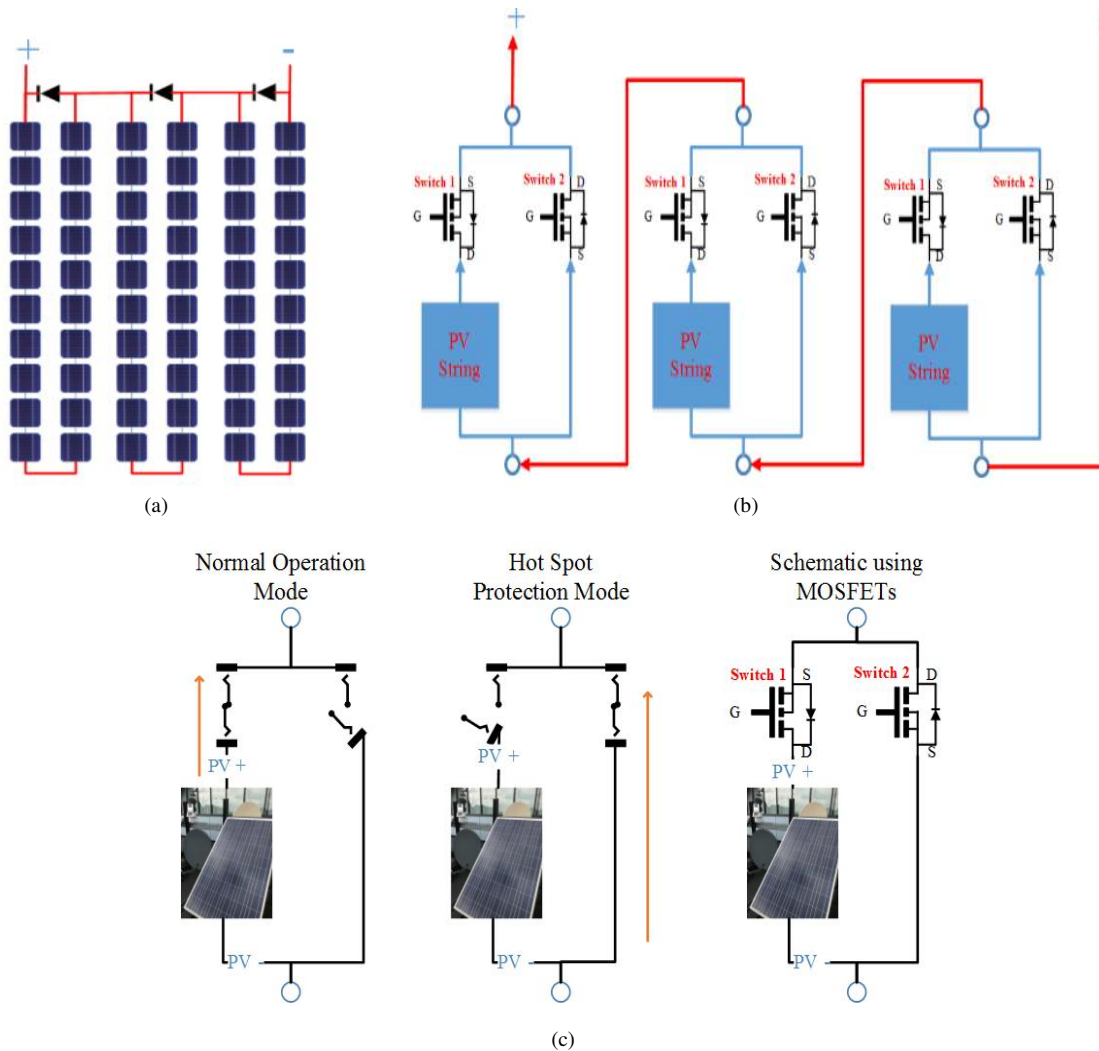 +
-
(a)
+
Switch 1
S
G
D
Switch 2
D
G
S
PV
String
Switch 1
S
G
D
Switch 2
D
G
S
PV
String
Switch 1
S
G
D
Switch 2
D
G
S
PV
String
(b)
Normal Operation
Mode
PV +
PV -
Hot Spot
Protection Mode
PV +
PV -
Schematic using
MOSFETs
Switch 1
S
G
D
Switch 2
D
G
S
PV +
PV -
(c)